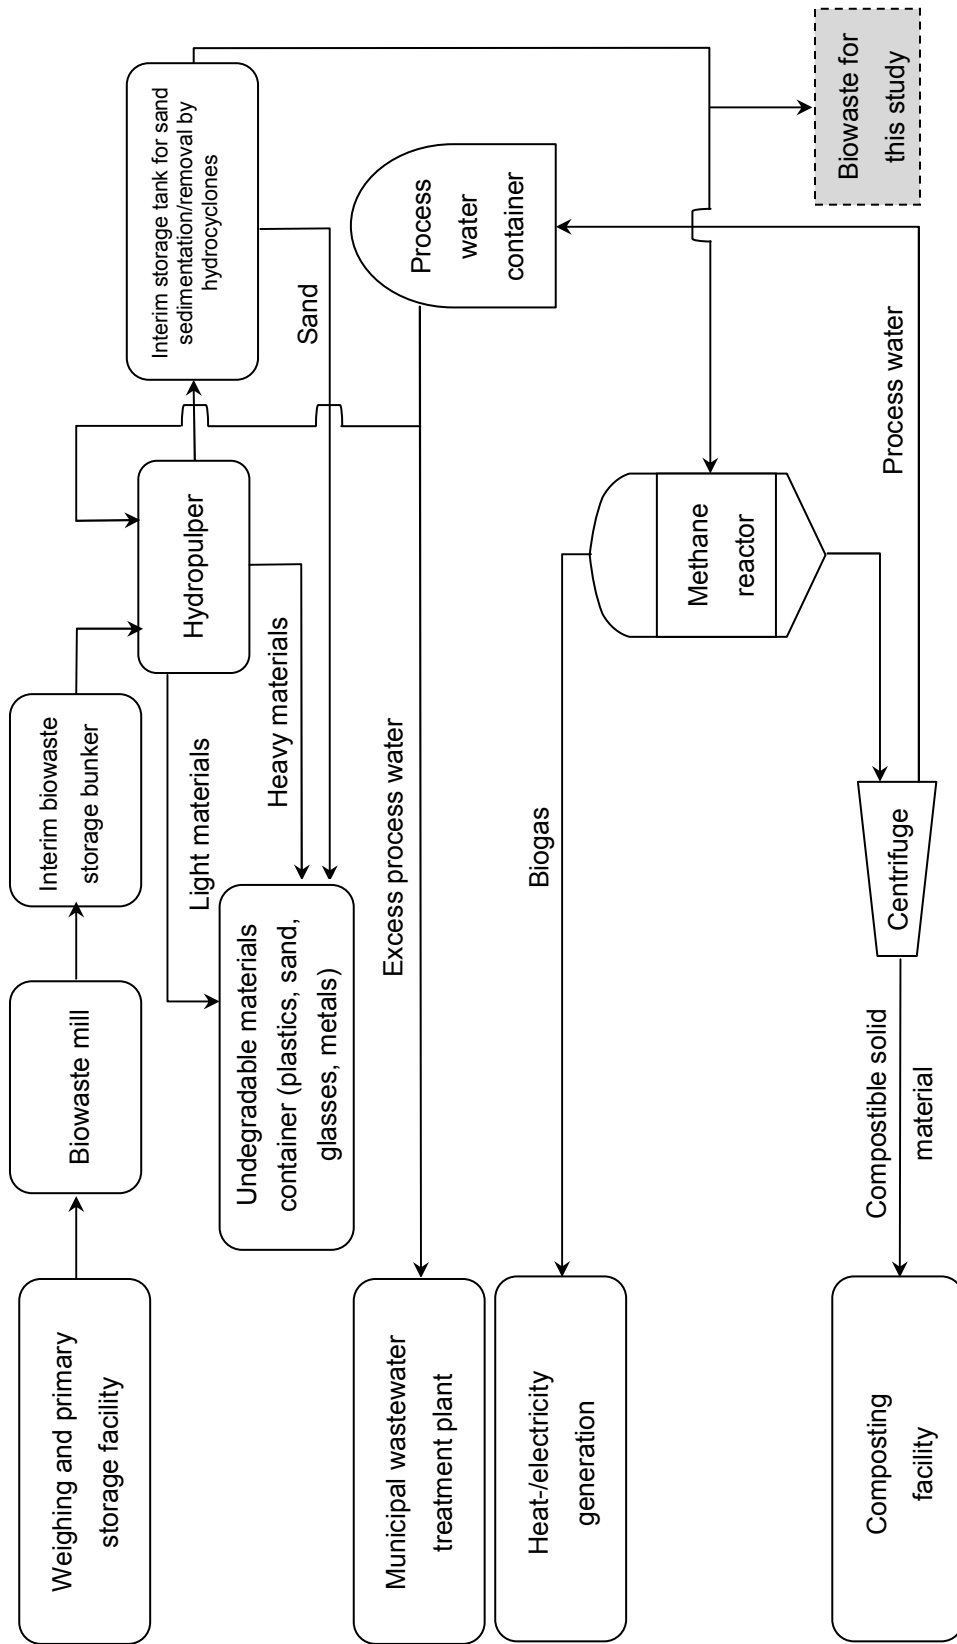 Weighing and primary
storage facility
Biowaste mill
Interim biowaste
storage bunker
Hydropulper
Interim storage tank for sand
sedimentation/removal by
hydrocyclones
Light materials
Heavy materials
Sand
Undegradable materials
container (plastics, sand,
glasses, metals)
Process
water
container
Excess process water
Municipal wastewater
treatment plant
Biogas
Heat-/electricity
generation
Methane
reactor
Biowaste for
this study
Process water
Centrifuge
Compostible solid
material
Composting
facility